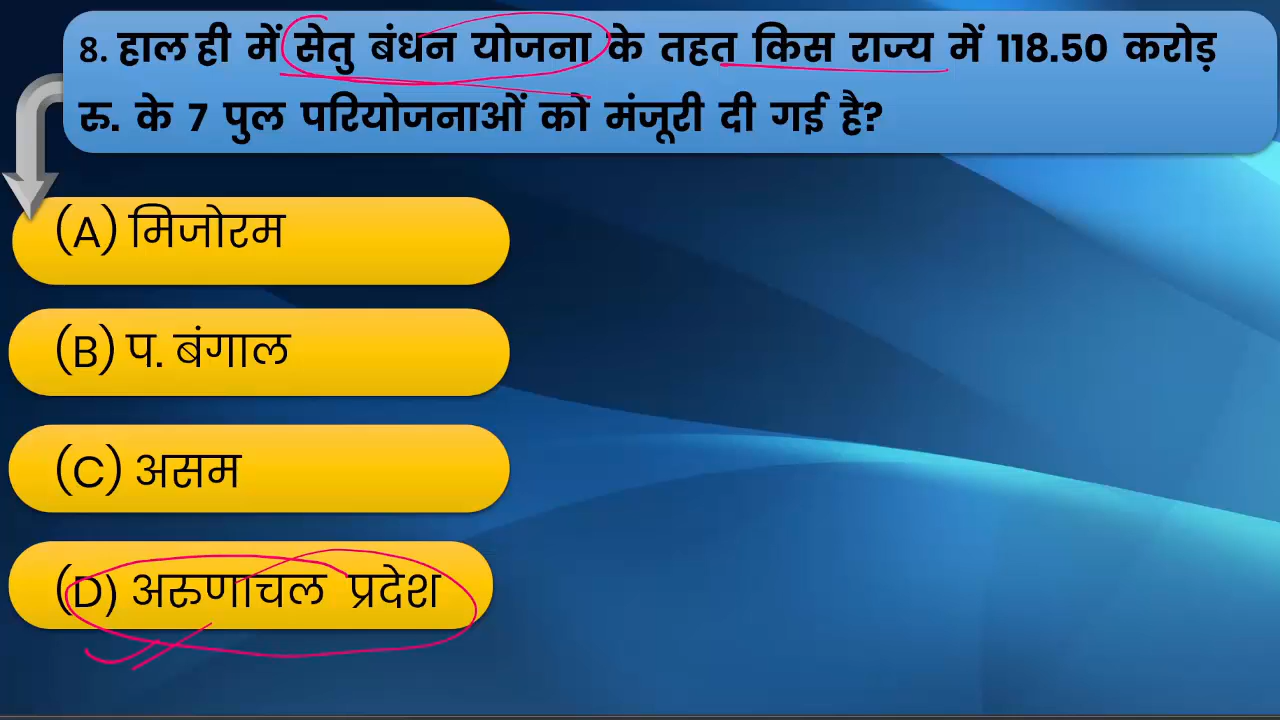 8. हाल ही में सेतु बंधन योजना के तहत किस राज्य में 118.50 करोड़
रु. के 7 पुल परियोजनाओं को मंजूरी दी गई है?
(A) मिजोरम
(B) प. बंगाल
(C) असम
(D) अरुणाचल प्रदेश